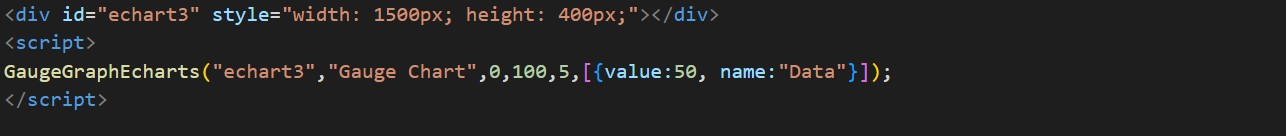 <div id="echart3" style="width: 1500px; height: 400px;"></div>
<script>
GaugeGraphEcharts("echart3","Gauge Chart",0,100,5,[{value:50, name:"Data"}]);
</script>